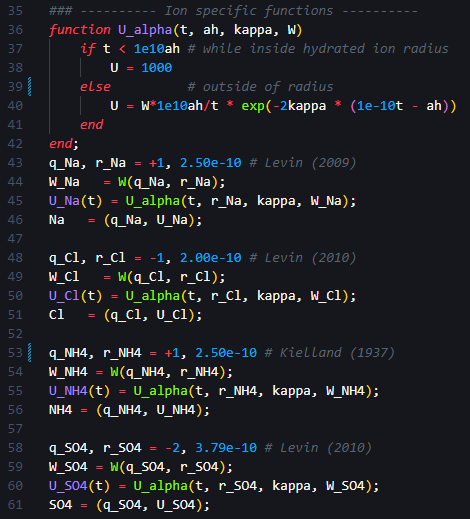 35 ### ---------- Ion specific functions ----------
36 function U_alpha(t, ah, kappa, W)
37     if t < 1e10ah # while inside hydrated ion radius
38         U = 1000
39     else          # outside of radius
40         U = W*1e10ah/t * exp(-2kappa * (1e-10t - ah))
41     end
42 end;
43 q_Na, r_Na = +1, 2.50e-10 # Levin (2009)
44 W_Na   = W(q_Na, r_Na);
45 U_Na(t) = U_alpha(t, r_Na, kappa, W_Na);
46 Na   = (q_Na, U_Na);
47
48 q_Cl, r_Cl = -1, 2.00e-10 # Levin (2010)
49 W_Cl   = W(q_Cl, r_Cl);
50 U_Cl(t) = U_alpha(t, r_Cl, kappa, W_Cl);
51 Cl   = (q_Cl, U_Cl);
52
53 q_NH4, r_NH4 = +1, 2.50e-10 # Kielland (1937)
54 W_NH4 = W(q_NH4, r_NH4);
55 U_NH4(t) = U_alpha(t, r_NH4, kappa, W_NH4);
56 NH4 = (q_NH4, U_NH4);
57
58 q_SO4, r_SO4 = -2, 3.79e-10 # Levin (2010)
59 W_SO4 = W(q_SO4, r_SO4);
60 U_SO4(t) = U_alpha(t, r_SO4, kappa, W_SO4);
61 SO4 = (q_SO4, U_SO4);